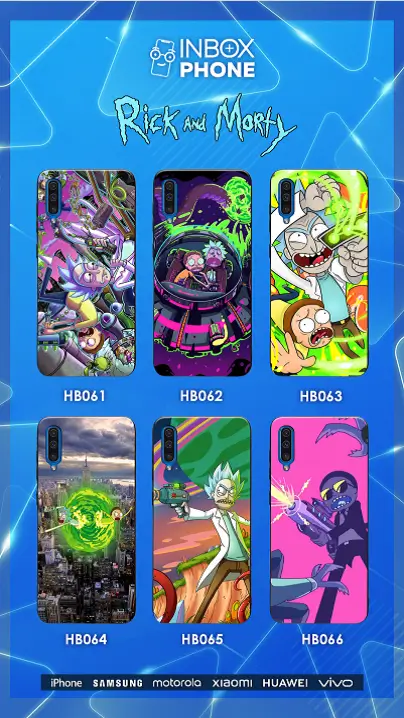 INBOX
PHONE
Rick and Morty
HB061 HB062 HB063
HB064 HB065 HB066
iPhone SAMSUNG motorola xiaomi HUAWEI vivo